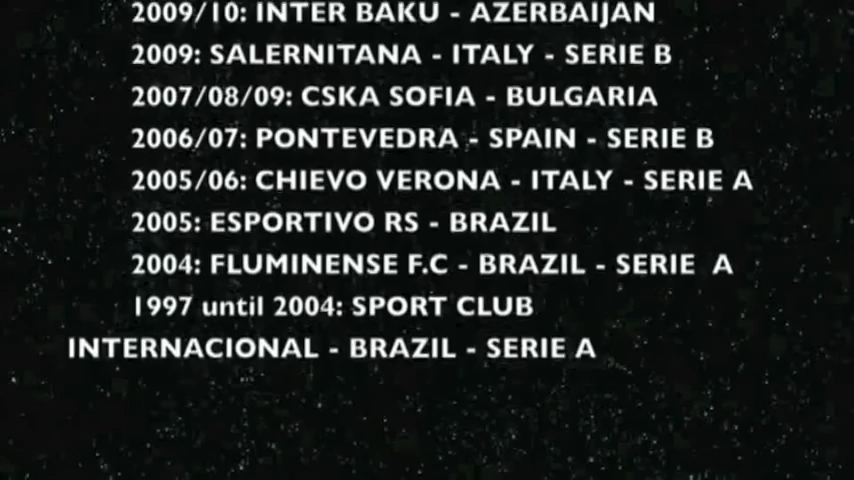 2009/10: INTER BAKU - AZERBAIJAN
2009: SALERNITANA - ITALY - SERIE B
2007/08/09: CSKA SOFIA - BULGARIA
2006/07: PONTEVEDRA - SPAIN - SERIE B
2005/06: CHIEVO VERONA - ITALY - SERIE A
2005: ESPORTIVO RS - BRAZIL
2004: FLUMINENSE F.C - BRAZIL - SERIE A
1997 until 2004: SPORT CLUB
INTERNACIONAL - BRAZIL - SERIE A